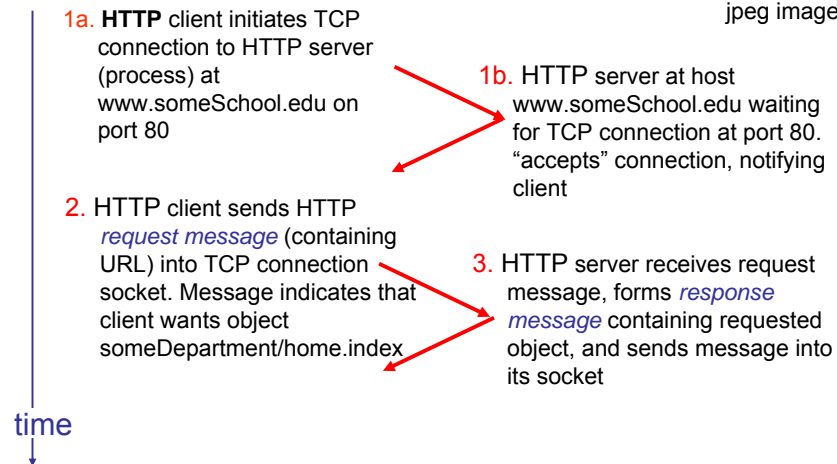 jpeg image
1a. HTTP client initiates TCP
connection to HTTP server
(process) at
www.someSchool.edu on
port 80
1b. HTTP server at host
www.someSchool.edu waiting
for TCP connection at port 80.
“accepts” connection, notifying
client
2. HTTP client sends HTTP
request message (containing
URL) into TCP connection
socket. Message indicates that
client wants object
someDepartment/home.index
3. HTTP server receives request
message, forms response
message containing requested
object, and sends message into
its socket
time